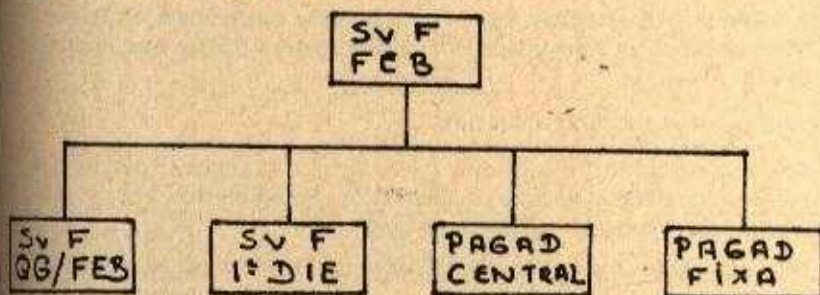 Sv F
FEB
Sv F
QG/FEB
Sv F
1ª DIE
PAGAD
CENTRAL
PAGAD
FIXA